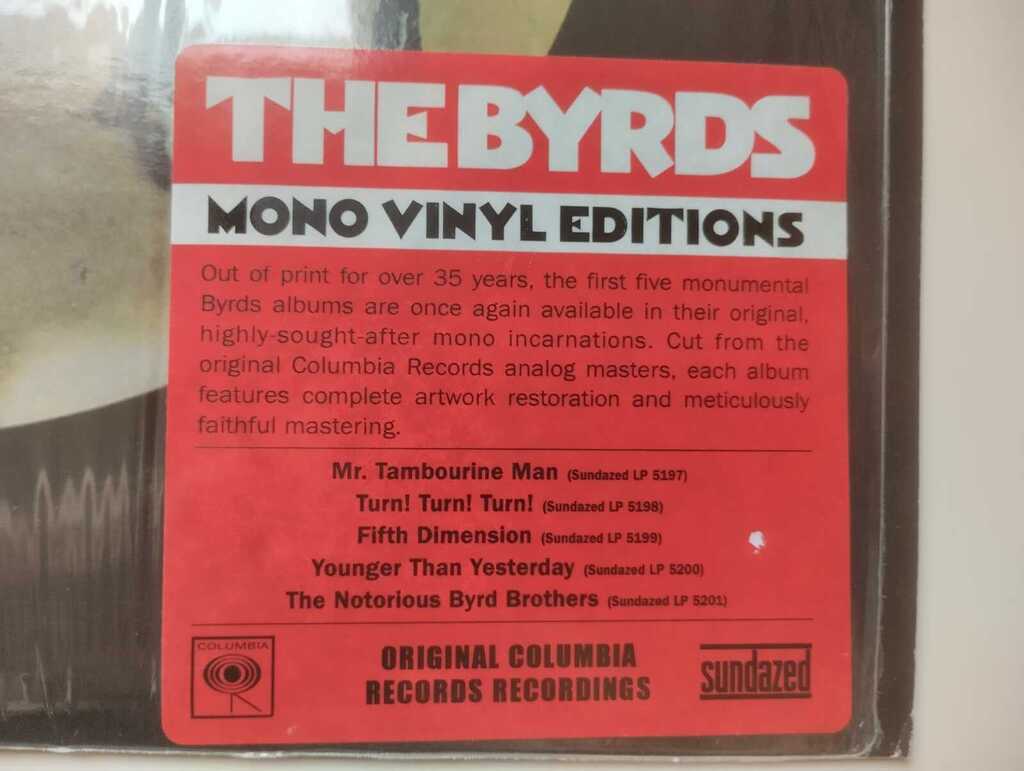 THE BYRDS
MONO VINYL EDITIONS
Out of print for over 35 years, the first five monumental
Byrds albums are once again available in their original,
highly-sought-after mono incarnations. Cut from the
original Columbia Records analog masters, each album
features complete artwork restoration and meticulously
faithful mastering.
Mr. Tambourine Man (Sundazed LP 5197)
Turn! Turn! Turn! (Sundazed LP 5198)
Fifth Dimension (Sundazed LP 5199)
Younger Than Yesterday (Sundazed LP 5200)
The Notorious Byrd Brothers (Sundazed LP 5201)
COLUMBIA
ORIGINAL COLUMBIA
RECORDS RECORDINGS
sundazed